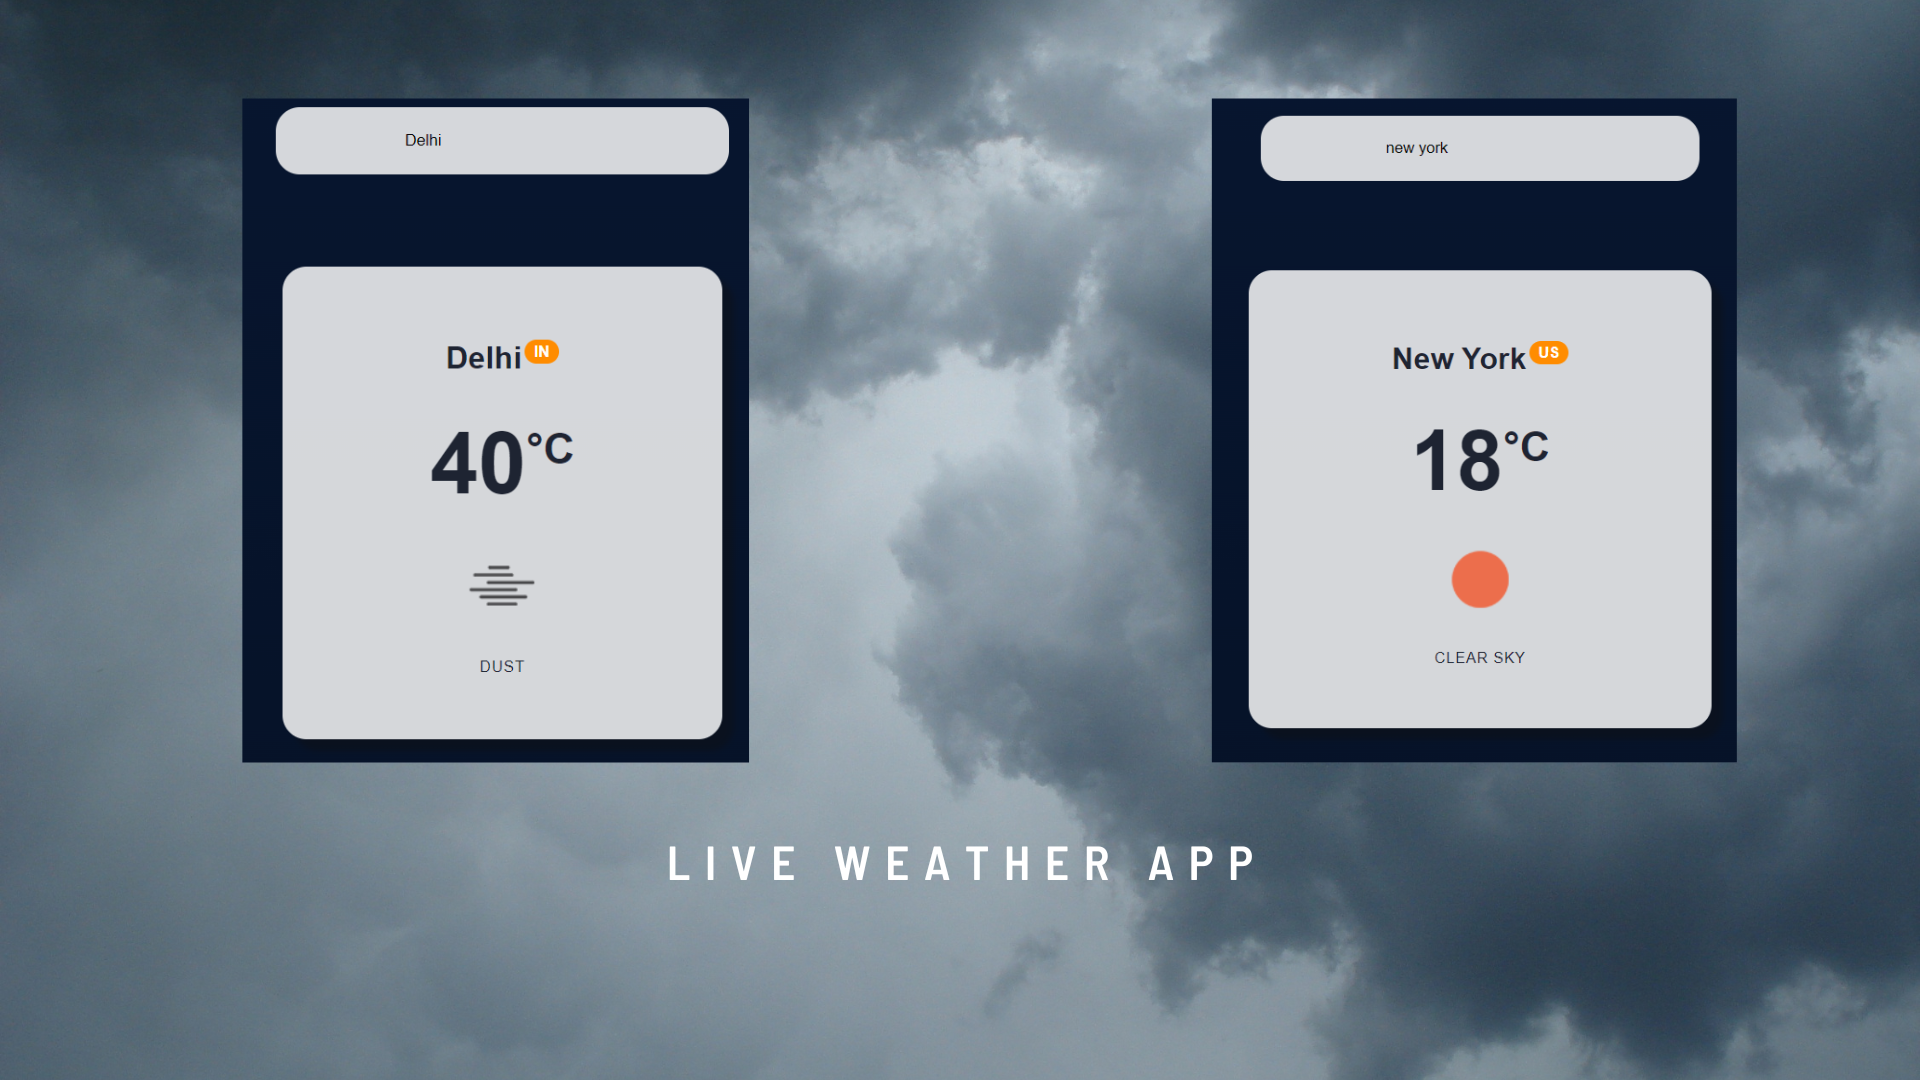 Delhi
Delhi IN
40°C
DUST
new york
New York US
18°C
CLEAR SKY
LIVE WEATHER APP